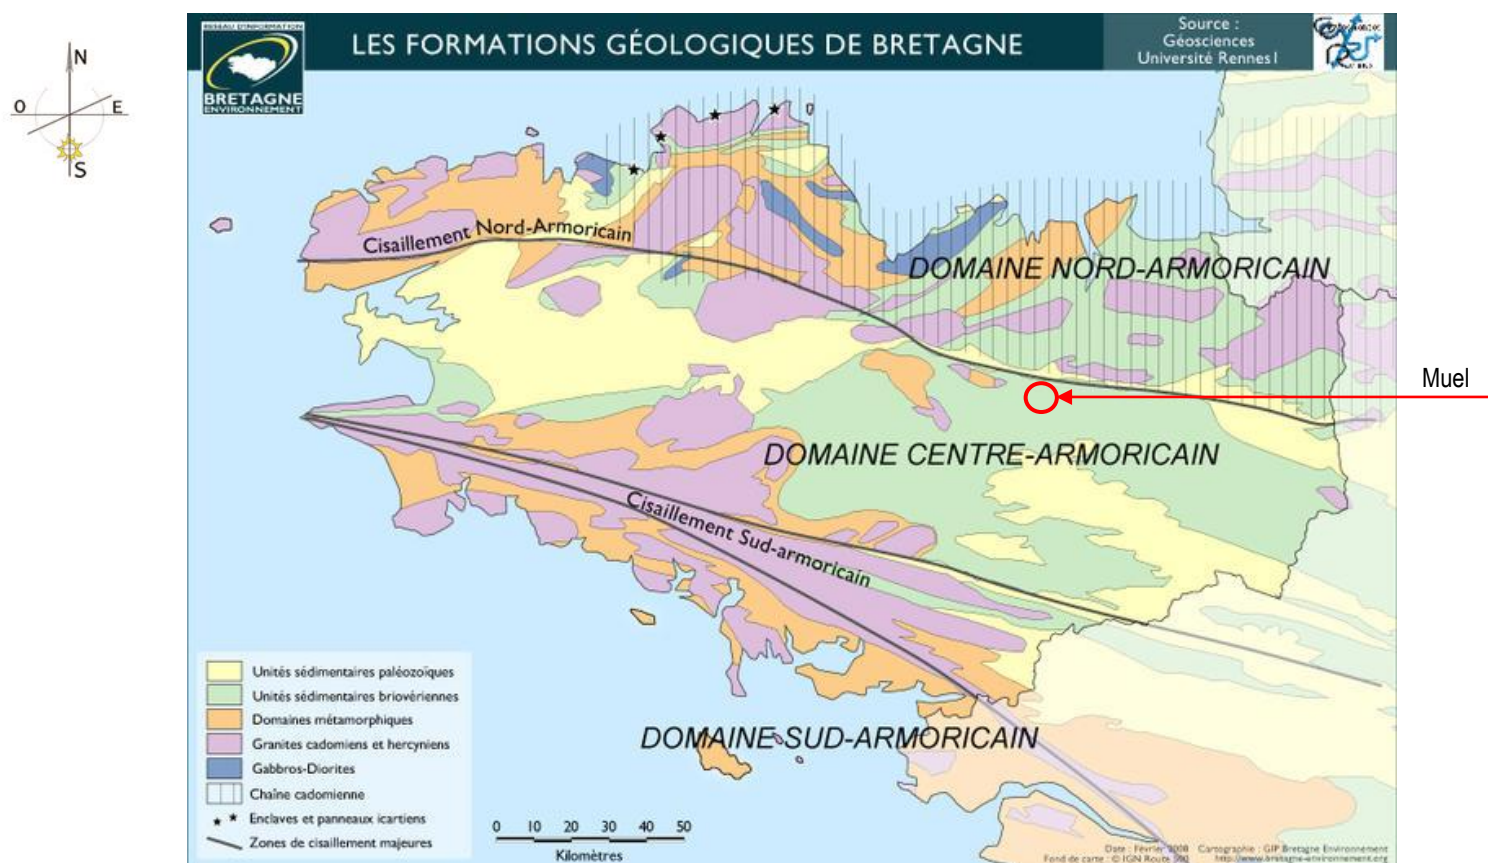 N
O
E
S
RESEAU D'INFORMATION
BRETAGNE
ENVIRONNEMENT
LES FORMATIONS GÉOLOGIQUES DE BRETAGNE
Source :
Géosciences
Université Rennes1
Cisaillement Nord-Armoricain
DOMAINE NORD-ARMORICAIN
Muel
DOMAINE CENTRE-ARMORICAIN
Cisaillement Sud-armoricain
DOMAINE SUD-ARMORICAIN
Unités sédimentaires paléozoïques
Unités sédimentaires briovériennes
Domaines métamorphiques
Granites cadomiens et hercyniens
Gabbros-Diorites
Chaîne cadomienne
Enclaves et panneaux icartiens
Zones de cisaillement majeures
0 10 20 30 40 50
Kilomètres
Date : Février 2008 Cartographie : GIP Bretagne Environnement
Fond de carte : © IGN Route 500 http://www.bretagne-environnement.org